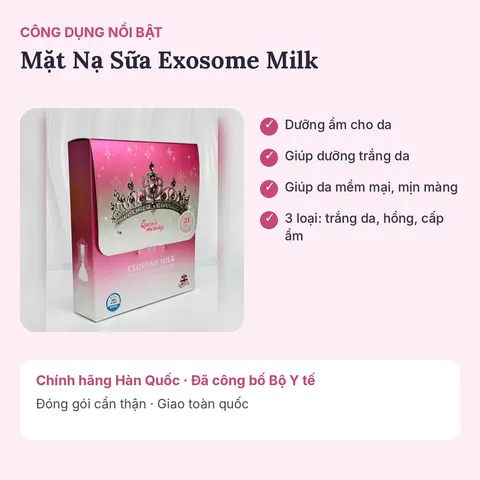 CÔNG DỤNG NỔI BẬT
Mặt Nạ Sữa Exosome Milk
Dưỡng ẩm cho da
Giúp dưỡng trắng da
Giúp da mềm mại, mịn màng
3 loại: trắng da, hồng, cấp
ẩm
Queen's
EXOSOME MILK
Chính hãng Hàn Quốc · Đã công bố Bộ Y tế
Đóng gói cẩn thận · Giao toàn quốc